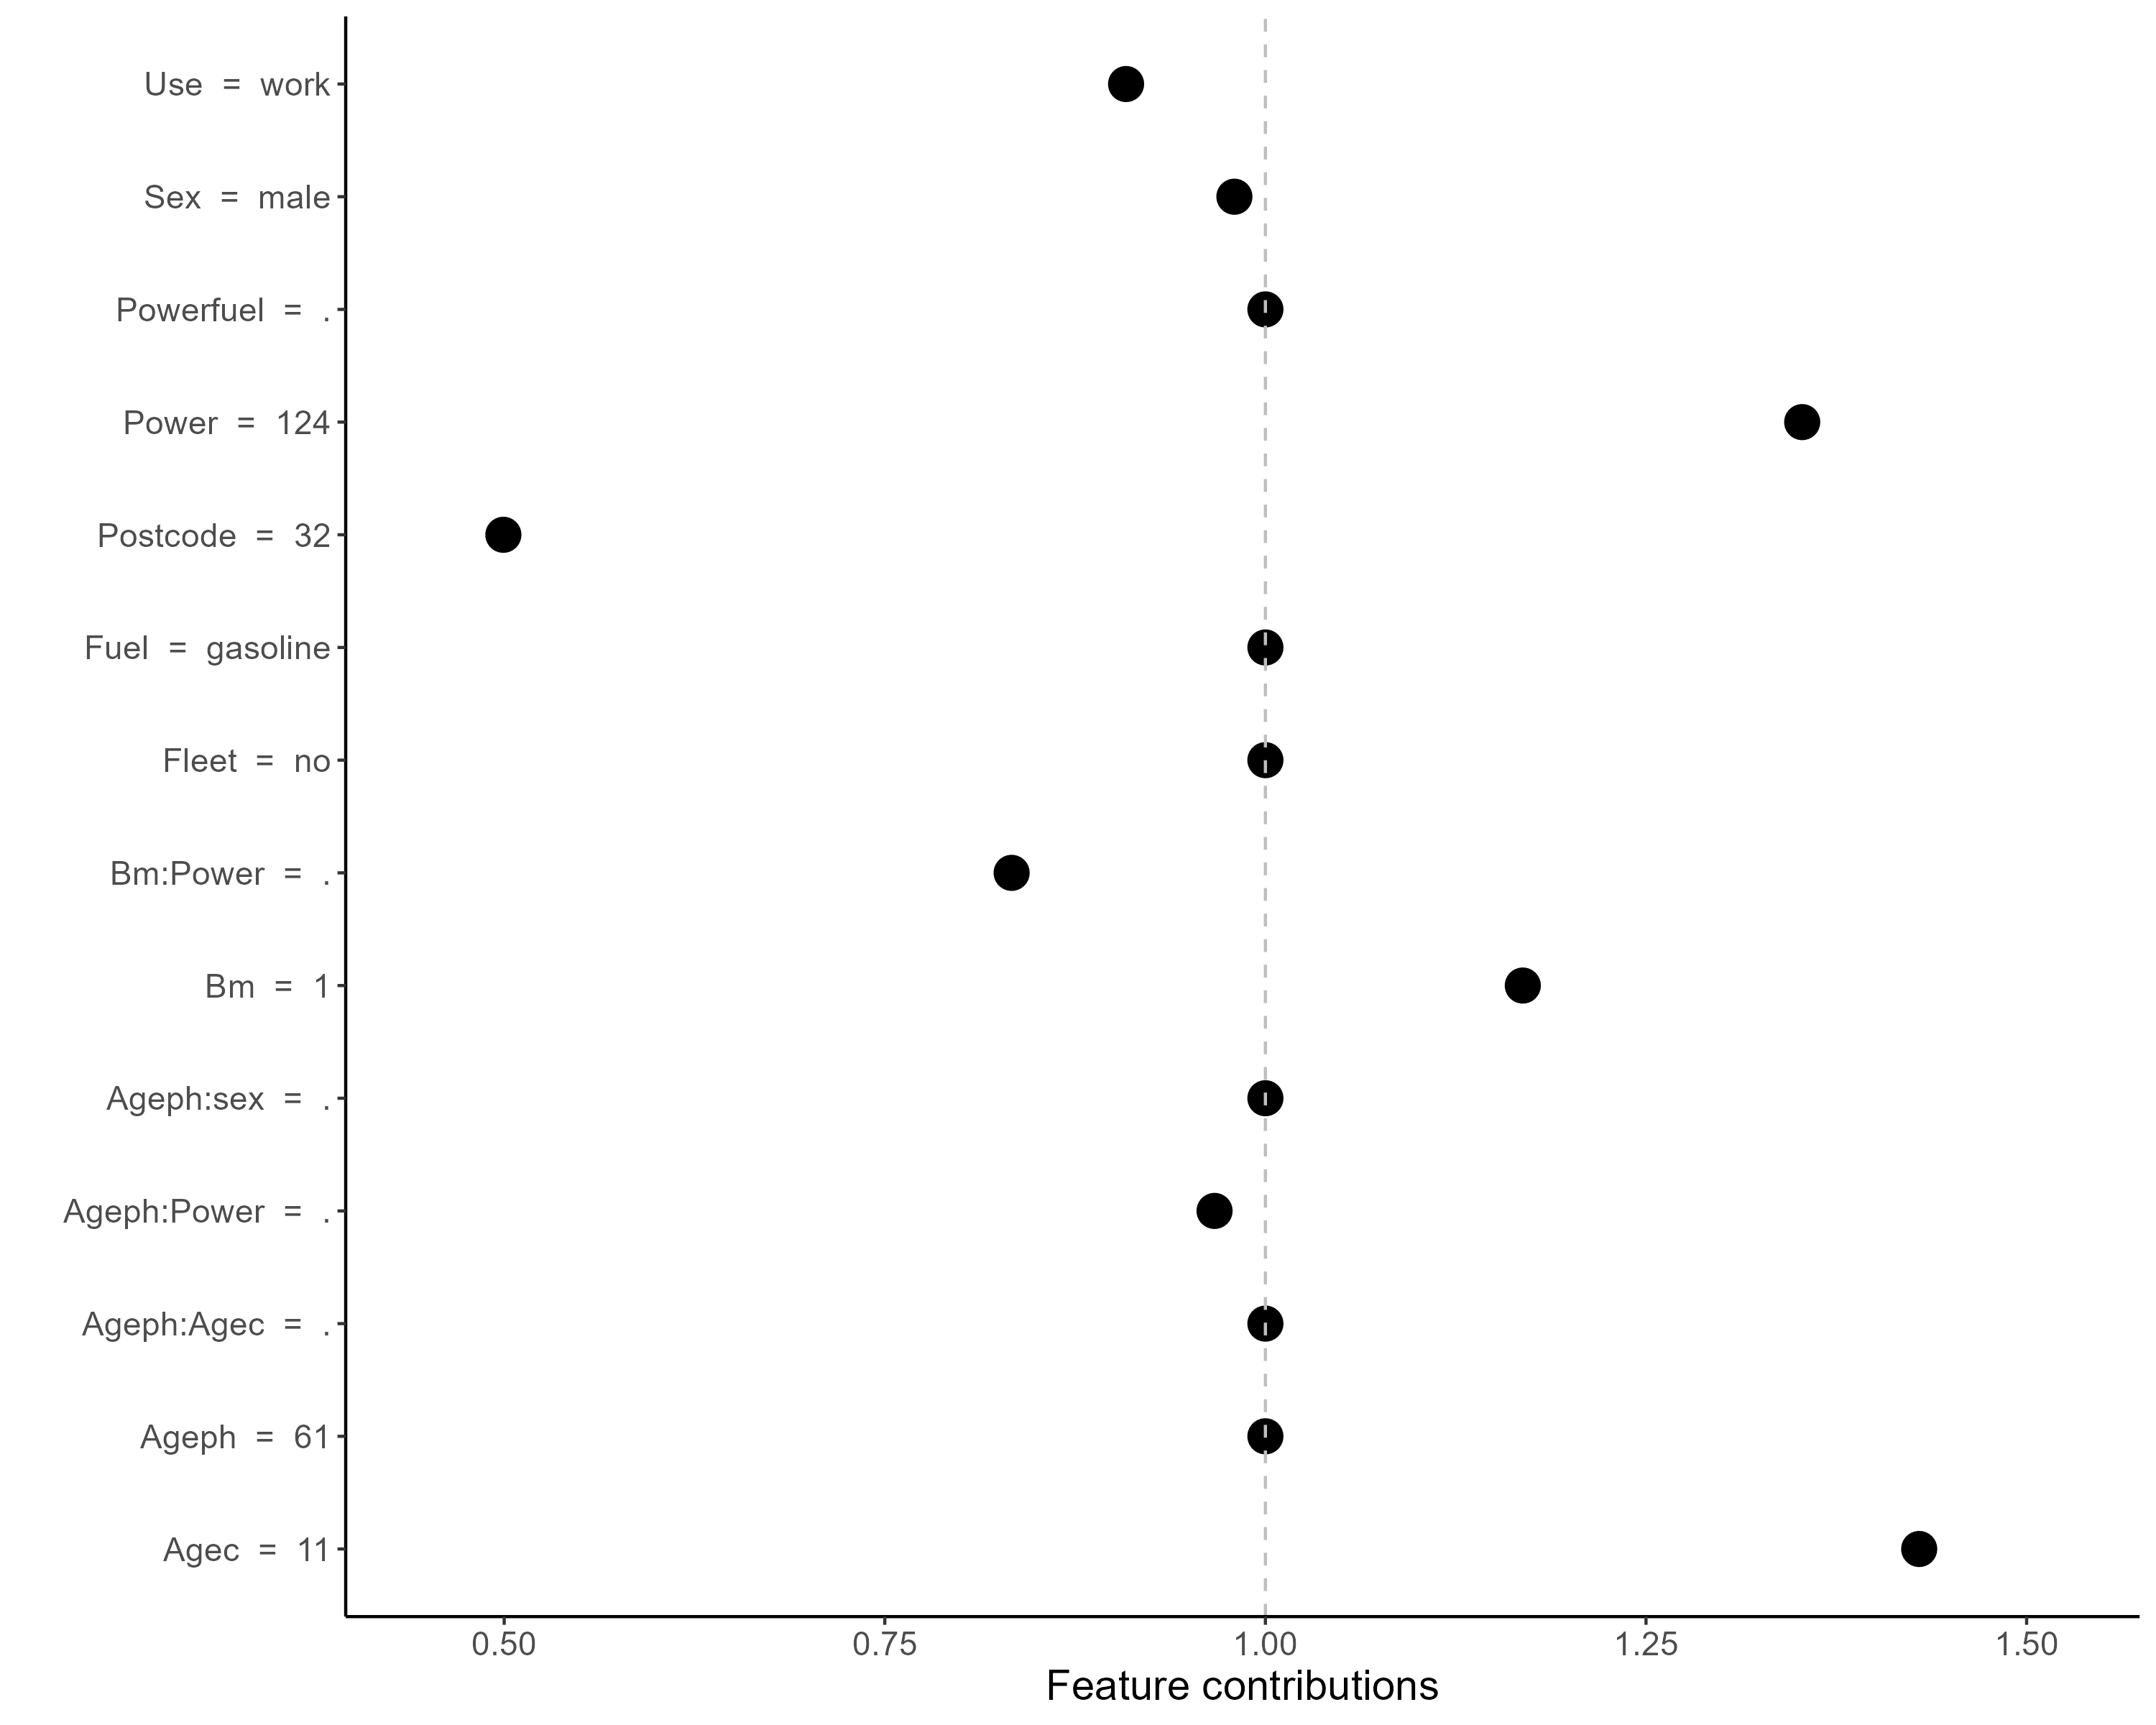 Use = work
Sex = male
Powerfuel = .
Power = 124
Postcode = 32
Fuel = gasoline
Fleet = no
Bm:Power = .
Bm = 1
Ageph:sex = .
Ageph:Power = .
Ageph:Agec = .
Ageph = 61
Agec = 11
0.50 0.75 1.00 1.25 1.50
Feature contributions